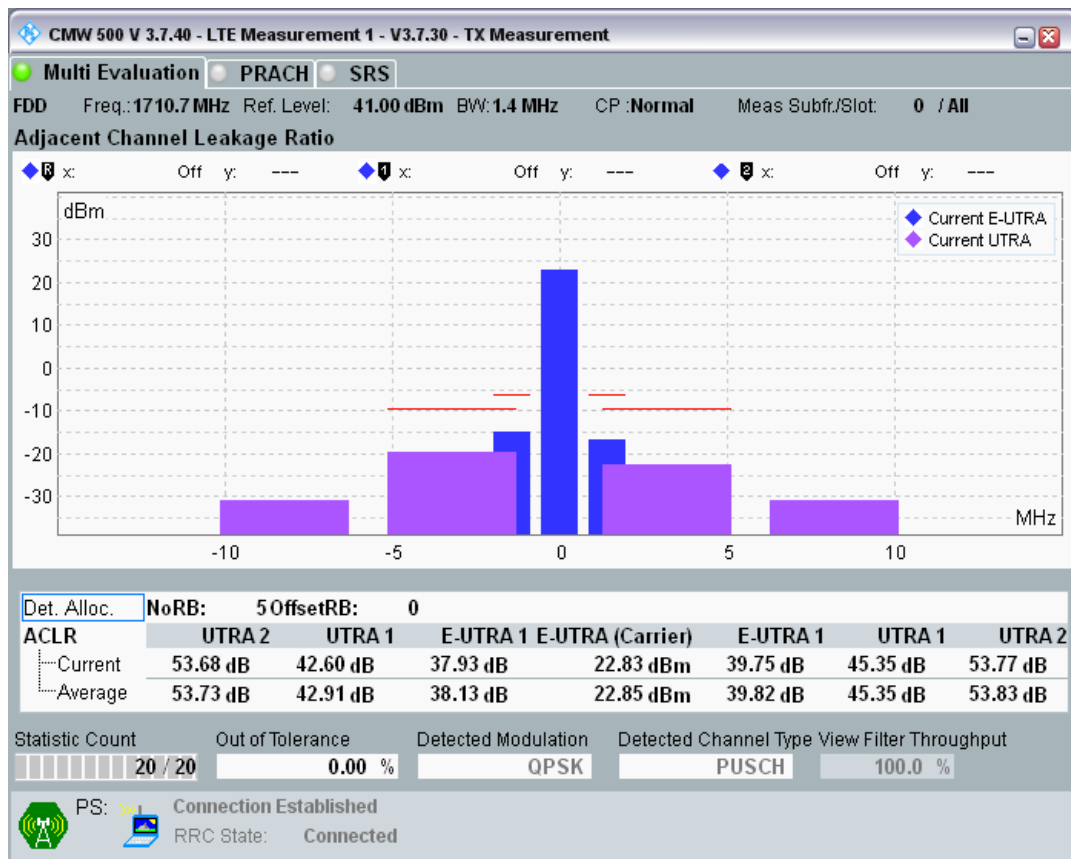 CMW 500 V 3.7.40 - LTE Measurement 1 - V3.7.30 - TX Measurement
Multi Evaluation PRACH SRS
FDD Freq.:1710.7 MHz Ref. Level: 41.00 dBm BW:1.4 MHz CP :Normal Meas Subfr./Slot: 0 / All
Adjacent Channel Leakage Ratio
R x: Off y: --- 1 x: Off y: --- 2 x: Off y: ---
dBm
Current E-UTRA
Current UTRA
30
20
10
0
-10
-20
-30
MHz
-10 -5 0 5 10
Det. Alloc. NoRB: 5 OffsetRB: 0
ACLR UTRA 2 UTRA 1 E-UTRA 1 E-UTRA (Carrier) E-UTRA 1 UTRA 1 UTRA 2
Current 53.68 dB 42.60 dB 37.93 dB 22.83 dBm 39.75 dB 45.35 dB 53.77 dB
Average 53.73 dB 42.91 dB 38.13 dB 22.85 dBm 39.82 dB 45.35 dB 53.83 dB
Statistic Count Out of Tolerance Detected Modulation Detected Channel Type View Filter Throughput
20 / 20 0.00 % QPSK PUSCH 100.0 %
PS: Connection Established
RRC State: Connected